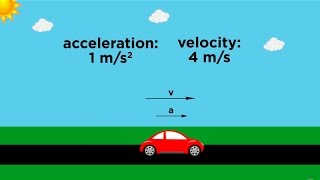 acceleration:
1 m/s²
velocity:
4 m/s
v
a